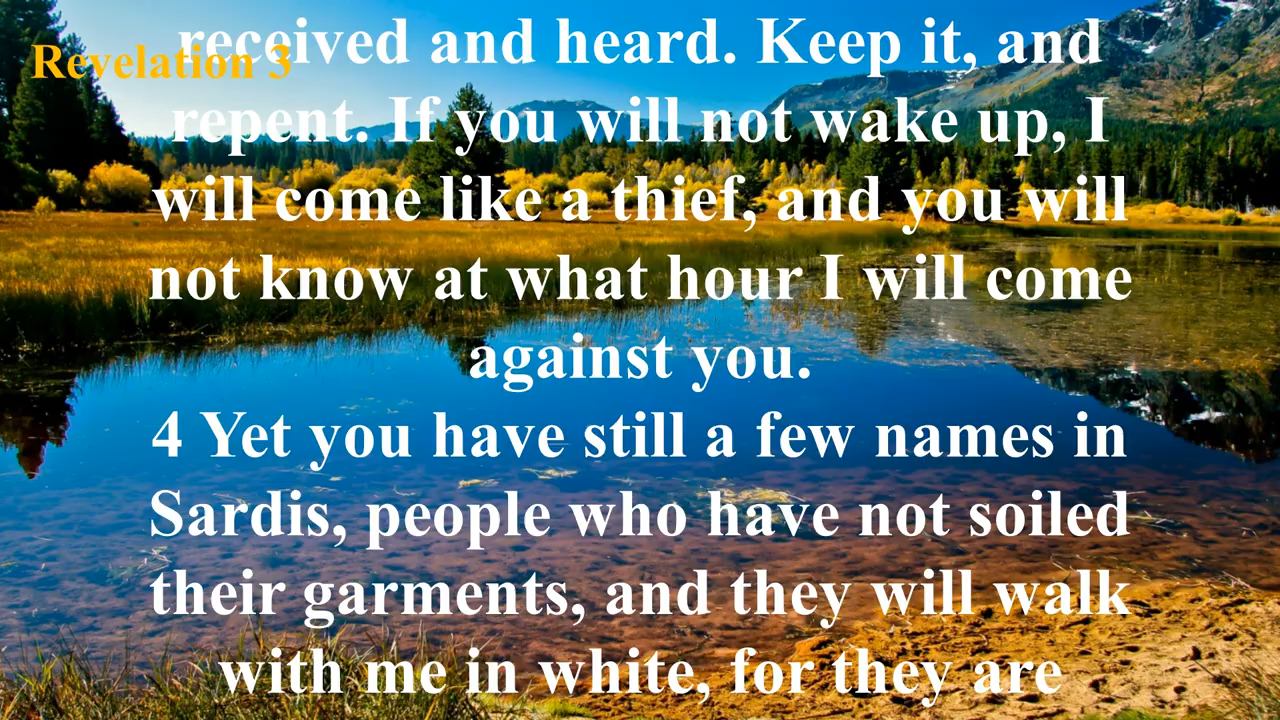 received and heard. Keep it, and
Revelation 3
repent. If you will not wake up, I
will come like a thief, and you will
not know at what hour I will come
against you.
4 Yet you have still a few names in
Sardis, people who have not soiled
their garments, and they will walk
with me in white, for they are